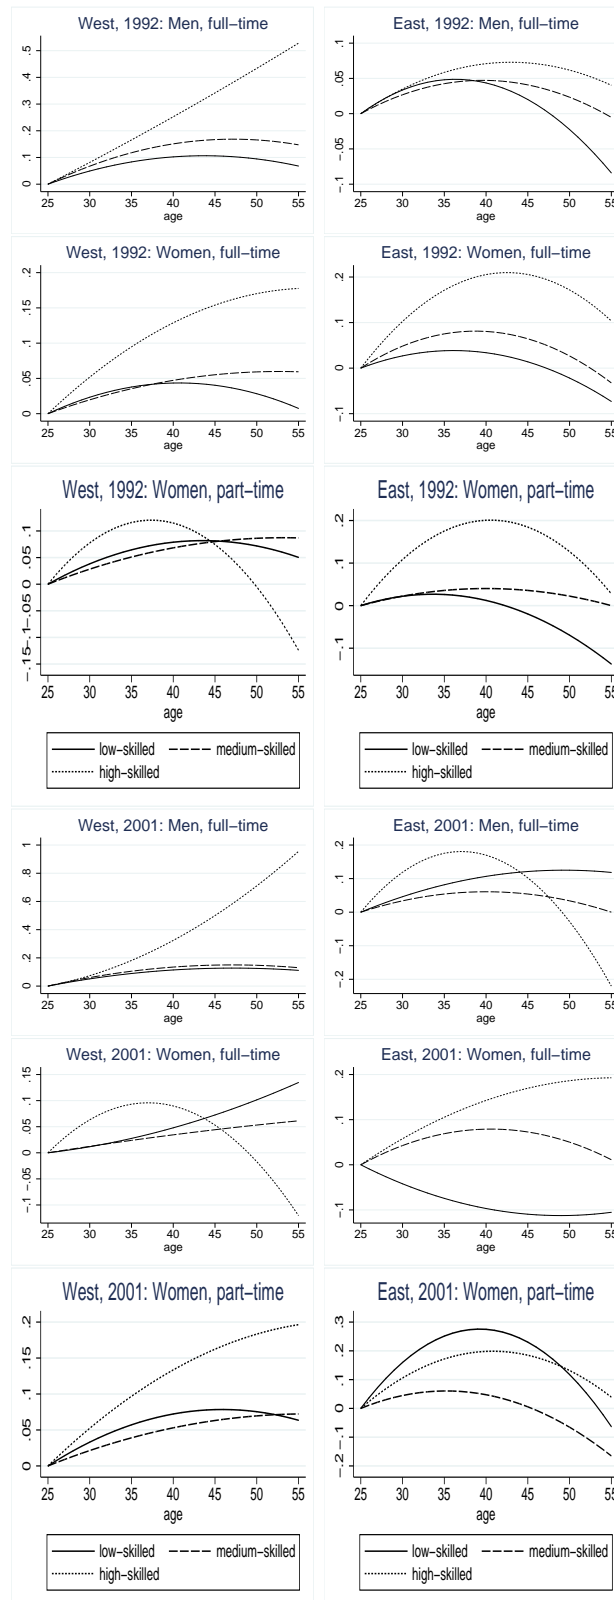 West, 1992: Men, full−time
.5
.4
.3
.2
.1
0
25 30 35 40 45 50 55
age
East, 1992: Men, full−time
.1
.05
0
−.05
−.1
25 30 35 40 45 50 55
age
West, 1992: Women, full−time
.2
.15
.1
.05
0
25 30 35 40 45 50 55
age
East, 1992: Women, full−time
.2
.1
0
−.1
25 30 35 40 45 50 55
age
West, 1992: Women, part−time
.1
.05
0
−.05
−.1
−.15
25 30 35 40 45 50 55
age
low−skilled medium−skilled
high−skilled
East, 1992: Women, part−time
.2
.1
0
−.1
25 30 35 40 45 50 55
age
low−skilled medium−skilled
high−skilled
West, 2001: Men, full−time
1
.8
.6
.4
.2
0
25 30 35 40 45 50 55
age
East, 2001: Men, full−time
.2
.1
0
−.1
−.2
25 30 35 40 45 50 55
age
West, 2001: Women, full−time
.15
.1
.05
0
−.05
−.1
25 30 35 40 45 50 55
age
East, 2001: Women, full−time
.2
.1
0
−.1
25 30 35 40 45 50 55
age
West, 2001: Women, part−time
.2
.15
.1
.05
0
25 30 35 40 45 50 55
age
low−skilled medium−skilled
high−skilled
East, 2001: Women, part−time
.3
.2
.1
0
−.1
−.2
25 30 35 40 45 50 55
age
low−skilled medium−skilled
high−skilled